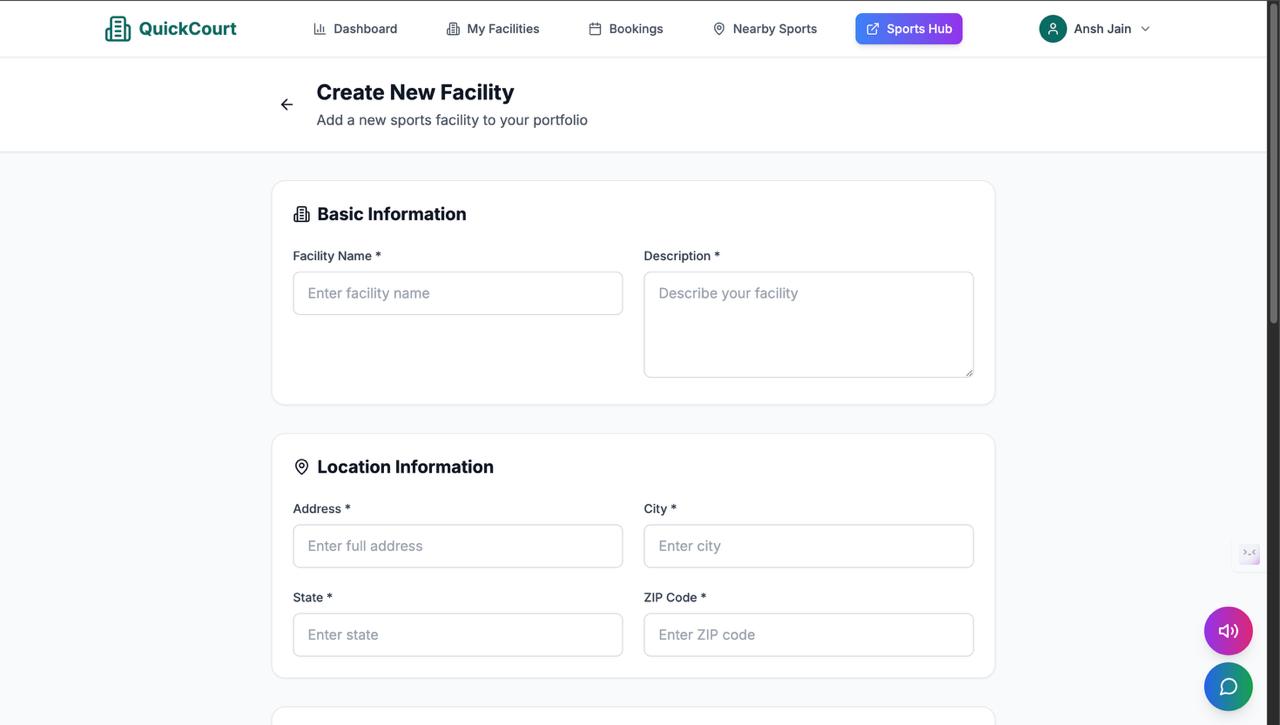 QuickCourt
Dashboard
My Facilities
Bookings
Nearby Sports
Sports Hub
Ansh Jain
Create New Facility
Add a new sports facility to your portfolio
Basic Information
Facility Name *
Description *
Enter facility name
Describe your facility
Location Information
Address *
City *
Enter full address
Enter city
State *
ZIP Code *
Enter state
Enter ZIP code